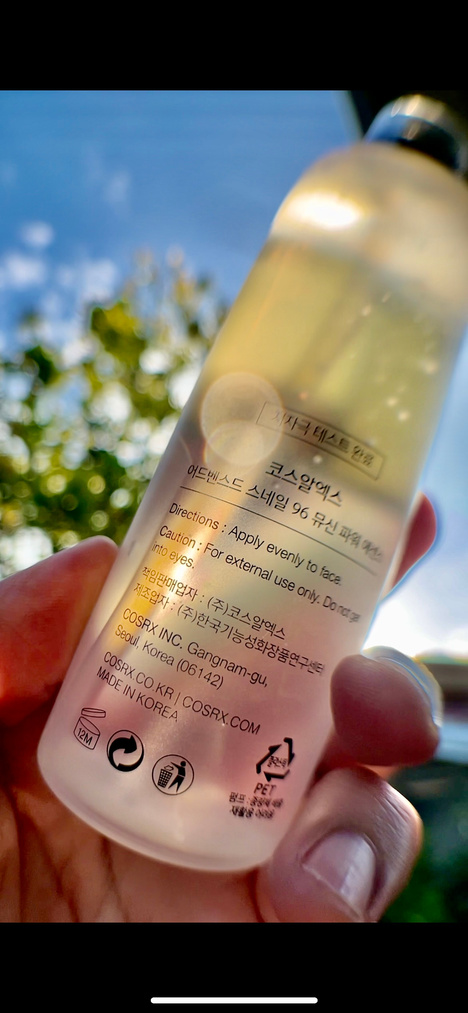 테스트 완료
코스알엑스
어드벤스드 스네일 96 뮤신 파워 에센스
Directions : Apply evenly to face.
Caution : For external use only. Do not get
into eyes.
책임판매업자 : (주)코스알엑스
제조업자 : (주)한국기능성화장품연구센터
COSRX INC. Gangnam-gu,
Seoul, Korea (06142)
COSRX.CO.KR | COSRX.COM
MADE IN KOREA
12M
PET